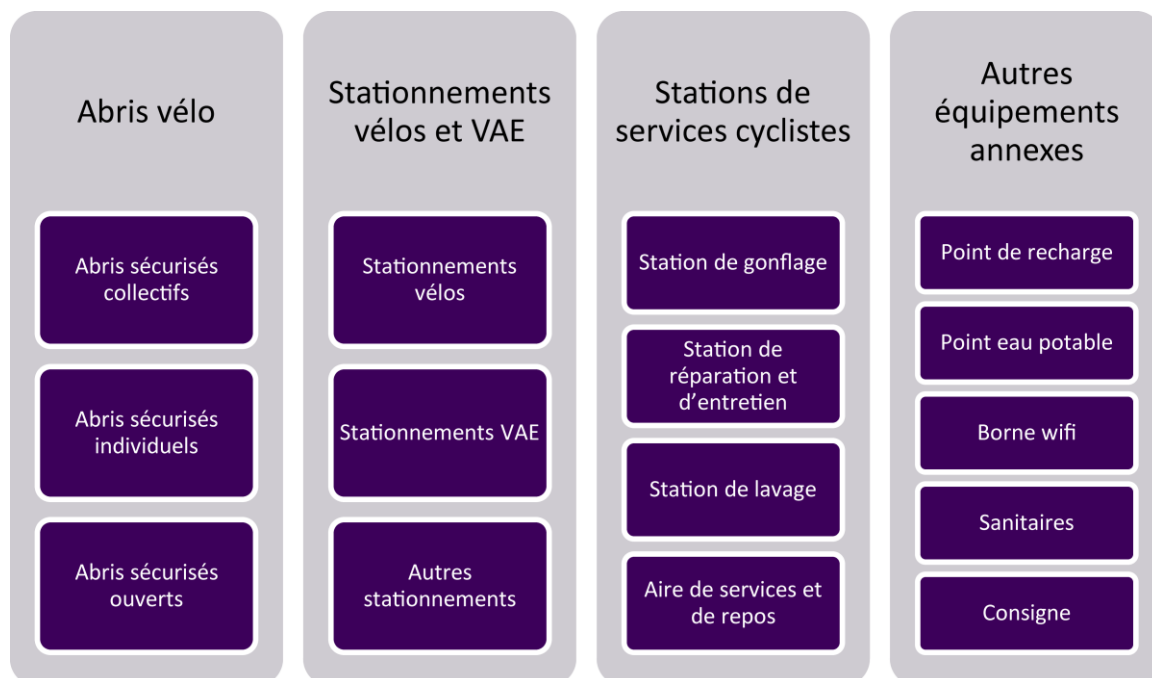 Abris vélo
Abris sécurisés
collectifs
Abris sécurisés
individuels
Abris sécurisés
ouverts
Stationnements
vélos et VAE
Stationnements
vélos
Stationnements VAE
Autres
stationnements
Stations de
services cyclistes
Station de gonflage
Station de
réparation et
d’entretien
Station de lavage
Aire de services et
de repos
Autres
équipements
annexes
Point de recharge
Point eau potable
Borne wifi
Sanitaires
Consigne